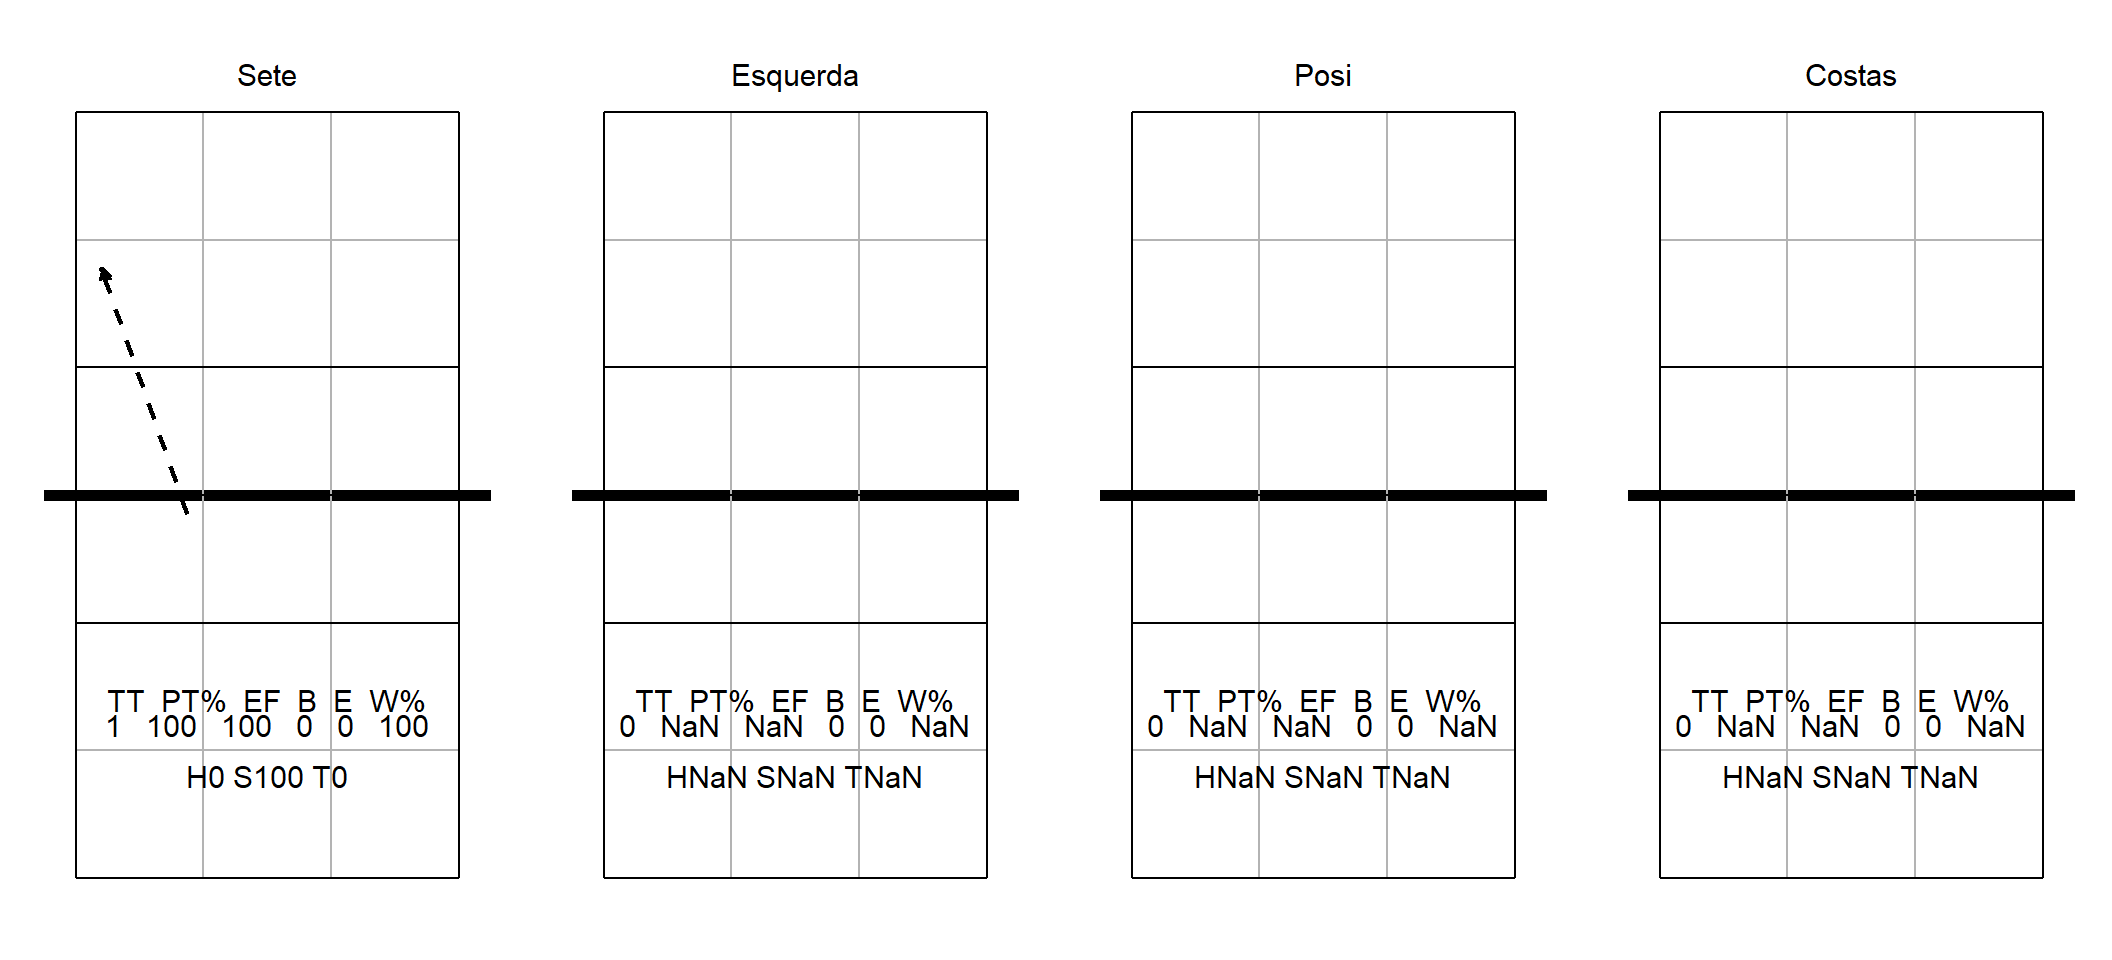 Sete
TT PT% EF B E W%
1 100 100 0 0 100
H0 S100 T0
Esquerda
TT PT% EF B E W%
0 NaN NaN 0 0 NaN
HNaN SNaN TNaN
Posi
TT PT% EF B E W%
0 NaN NaN 0 0 NaN
HNaN SNaN TNaN
Costas
TT PT% EF B E W%
0 NaN NaN 0 0 NaN
HNaN SNaN TNaN